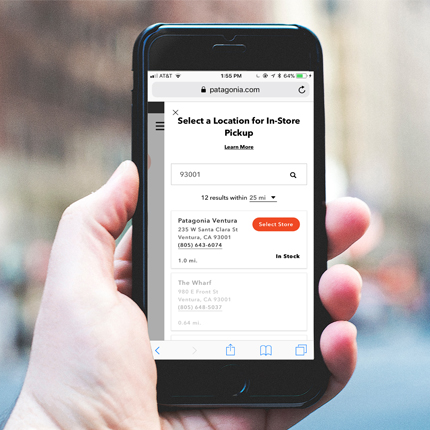 AT&T 1:55 PM 64%
patagonia.com
Select a Location for In-Store
Pickup
Learn More
93001
12 results within 25 mi
Patagonia Ventura
Select Store
235 W Santa Clara St
Ventura, CA 93001
(805) 643-6074
1.0 mi.
In Stock
The Wharf
980 E Front St
Ventura, CA 93001
(805) 648-5037
0.64 mi.